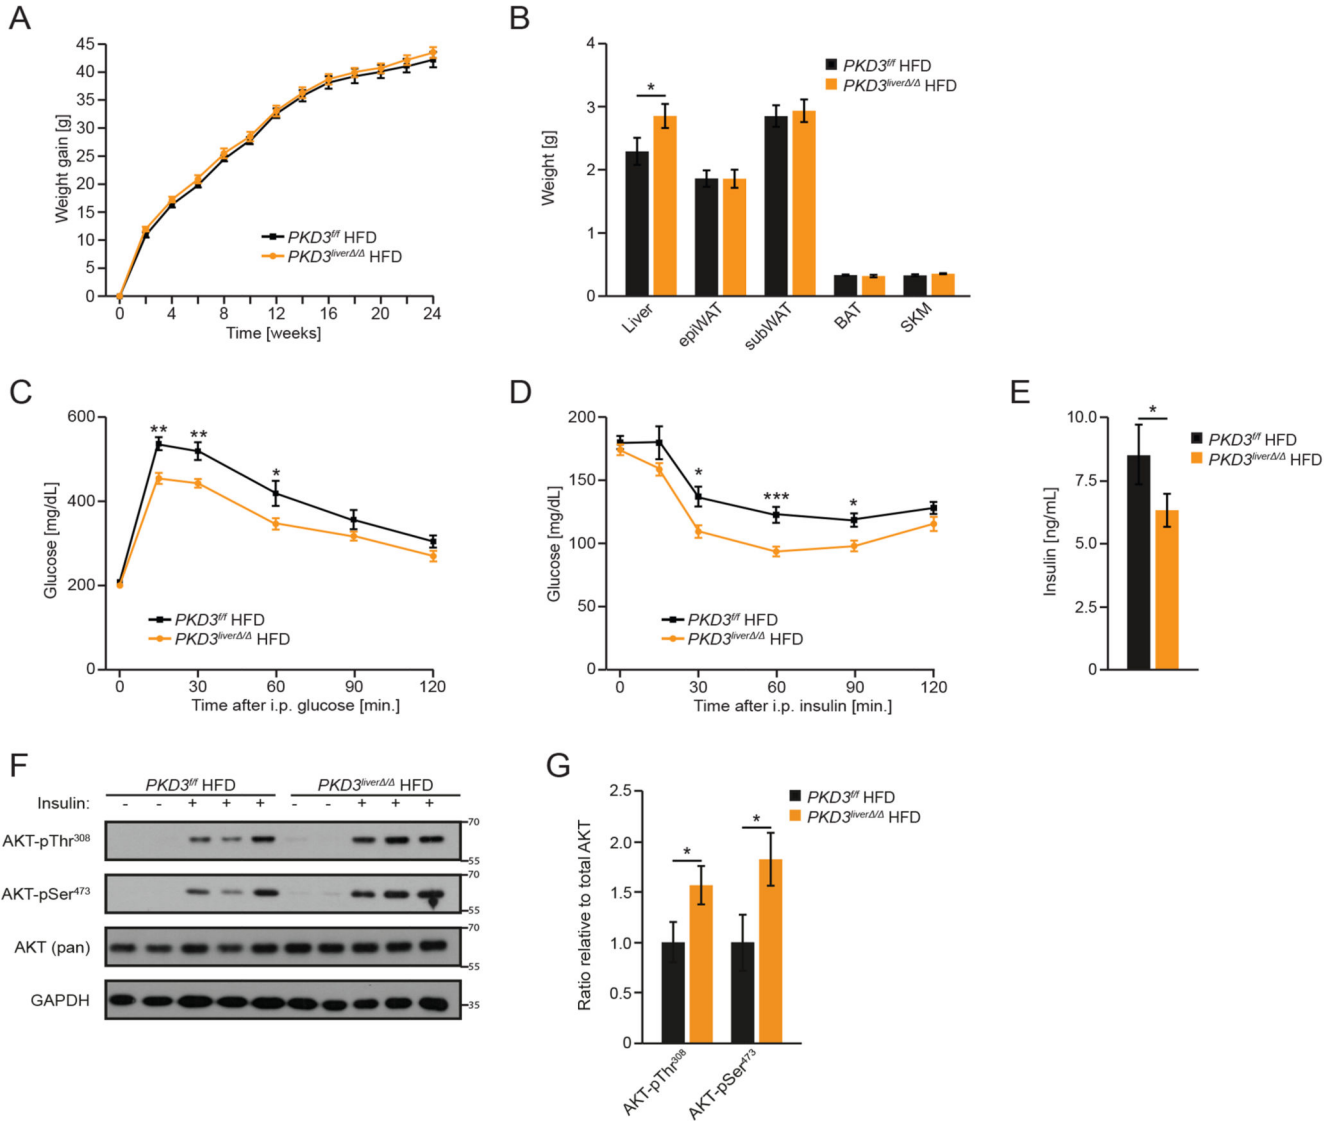 A
Weight gain [g]
45
40
35
30
25
20
15
10
5
0
0 4 8 12 16 20 24
Time [weeks]
PKD3f/f HFD
PKD3liverΔ/Δ HFD
B
Weight [g]
4
3
2
1
0
*
PKD3f/f HFD
PKD3liverΔ/Δ HFD
Liver epiWAT subWAT BAT SKM
C
Glucose [mg/dL]
600
400
200
0
** ** *
PKD3f/f HFD
PKD3liverΔ/Δ HFD
0 30 60 90 120
Time after i.p. glucose [min.]
D
Glucose [mg/dL]
200
150
100
50
0
* *** *
PKD3f/f HFD
PKD3liverΔ/Δ HFD
0 30 60 90 120
Time after i.p. insulin [min.]
E
Insulin [ng/mL]
10.0
7.5
5.0
2.5
0
*
PKD3f/f HFD
PKD3liverΔ/Δ HFD
F
PKD3f/f HFD PKD3liverΔ/Δ HFD
Insulin: - - + + + - - + + +
AKT-pThr308
70
55
AKT-pSer473
70
55
AKT (pan)
70
55
GAPDH
35
G
Ratio relative to total AKT
2.5
2.0
1.5
1.0
0.5
0
* *
PKD3f/f HFD
PKD3liverΔ/Δ HFD
AKT-pThr308 AKT-pSer473